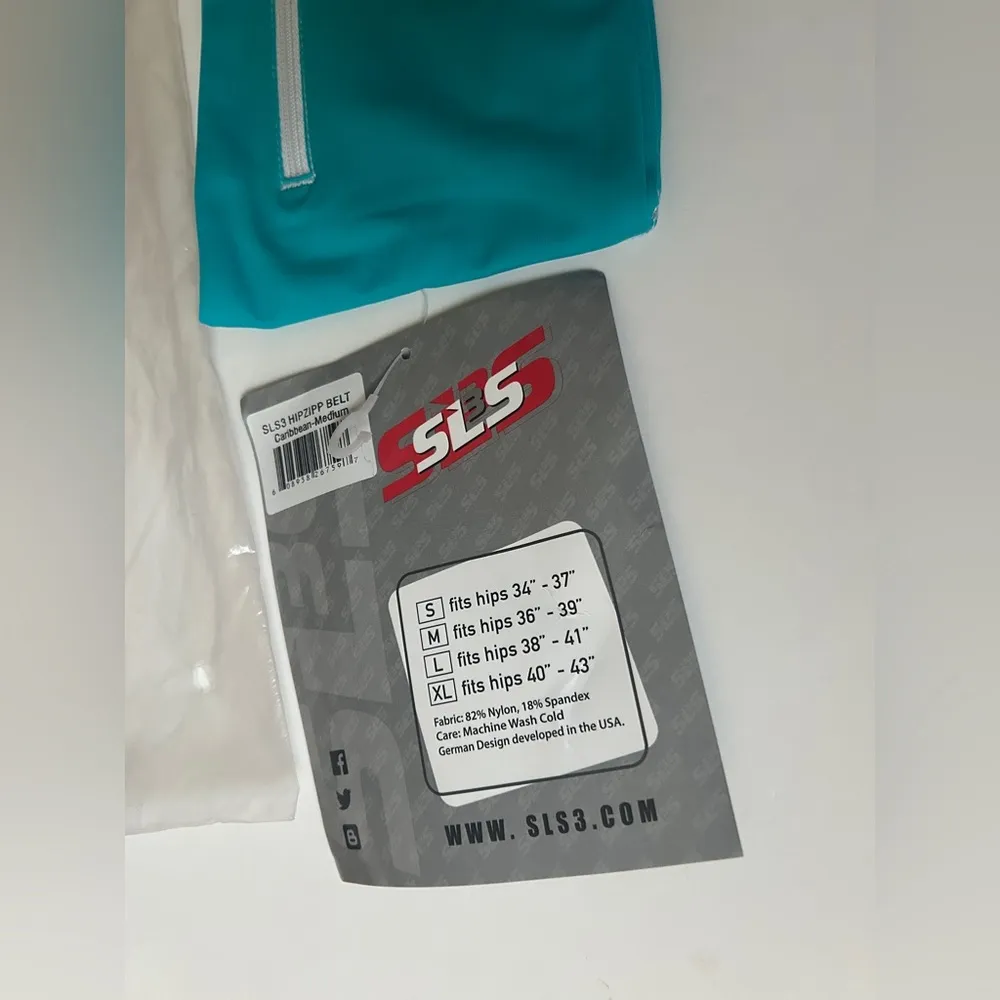 SLS3 HIPZIPP BELT
Caribbean-Medium
SLS
3
S fits hips 34” - 37”
M fits hips 36” - 39”
L fits hips 38” - 41”
XL fits hips 40” - 43”
Fabric: 82% Nylon, 18% Spandex
Care: Machine Wash Cold
German Design developed in the USA.
WWW. SLS3.COM